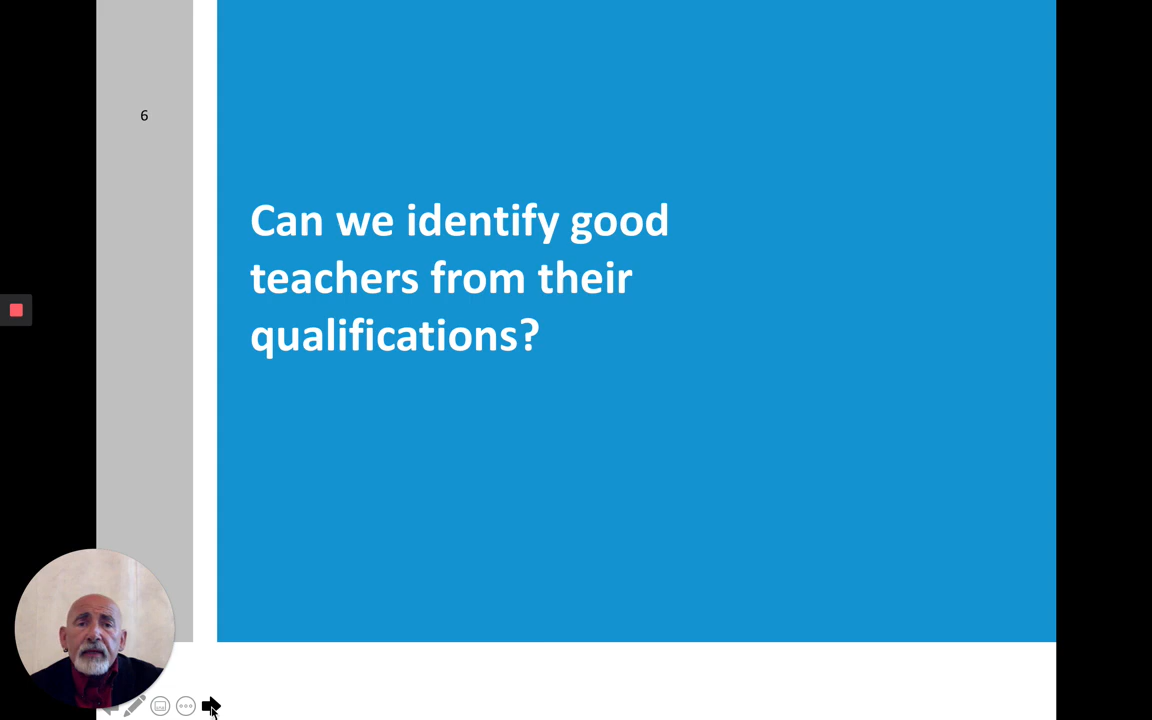 6
Can we identify good
teachers from their
qualifications?